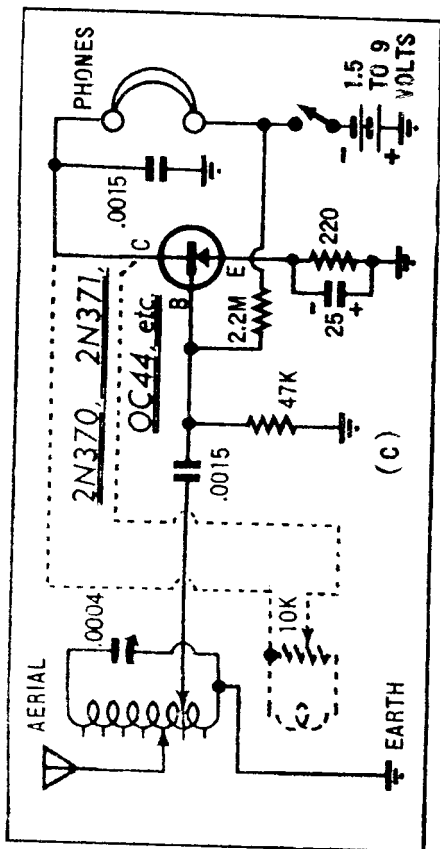 AERIAL
.0004
10K
EARTH
2N370, 2N371,
OC44, etc.
.0015
47K
(C)
B
C
E
2.2M
.0015
- 25 +
220
PHONES
-
+
1.5
TO 9
VOLTS